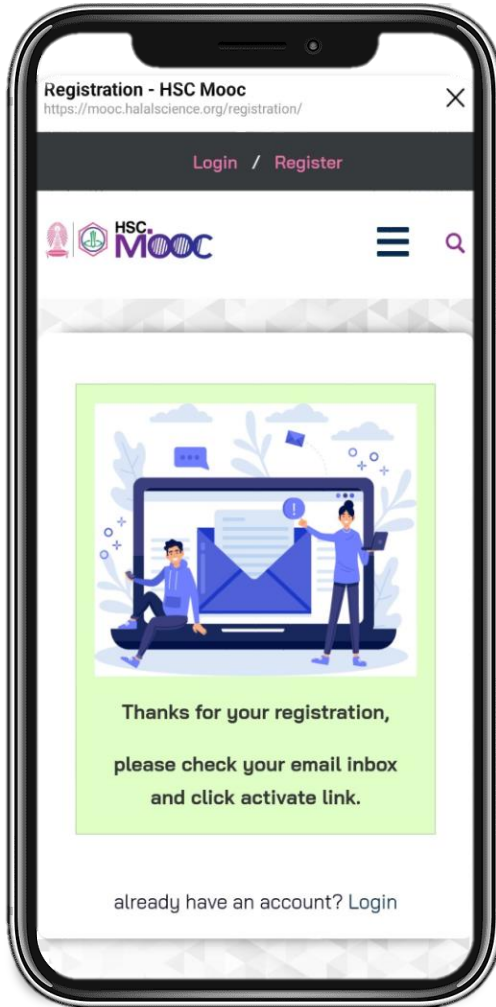 Registration - HSC Mooc
https://mooc.halalscience.org/registration/
Login / Register
HSC.
MOOC
Thanks for your registration,
please check your email inbox
and click activate link.
already have an account? Login